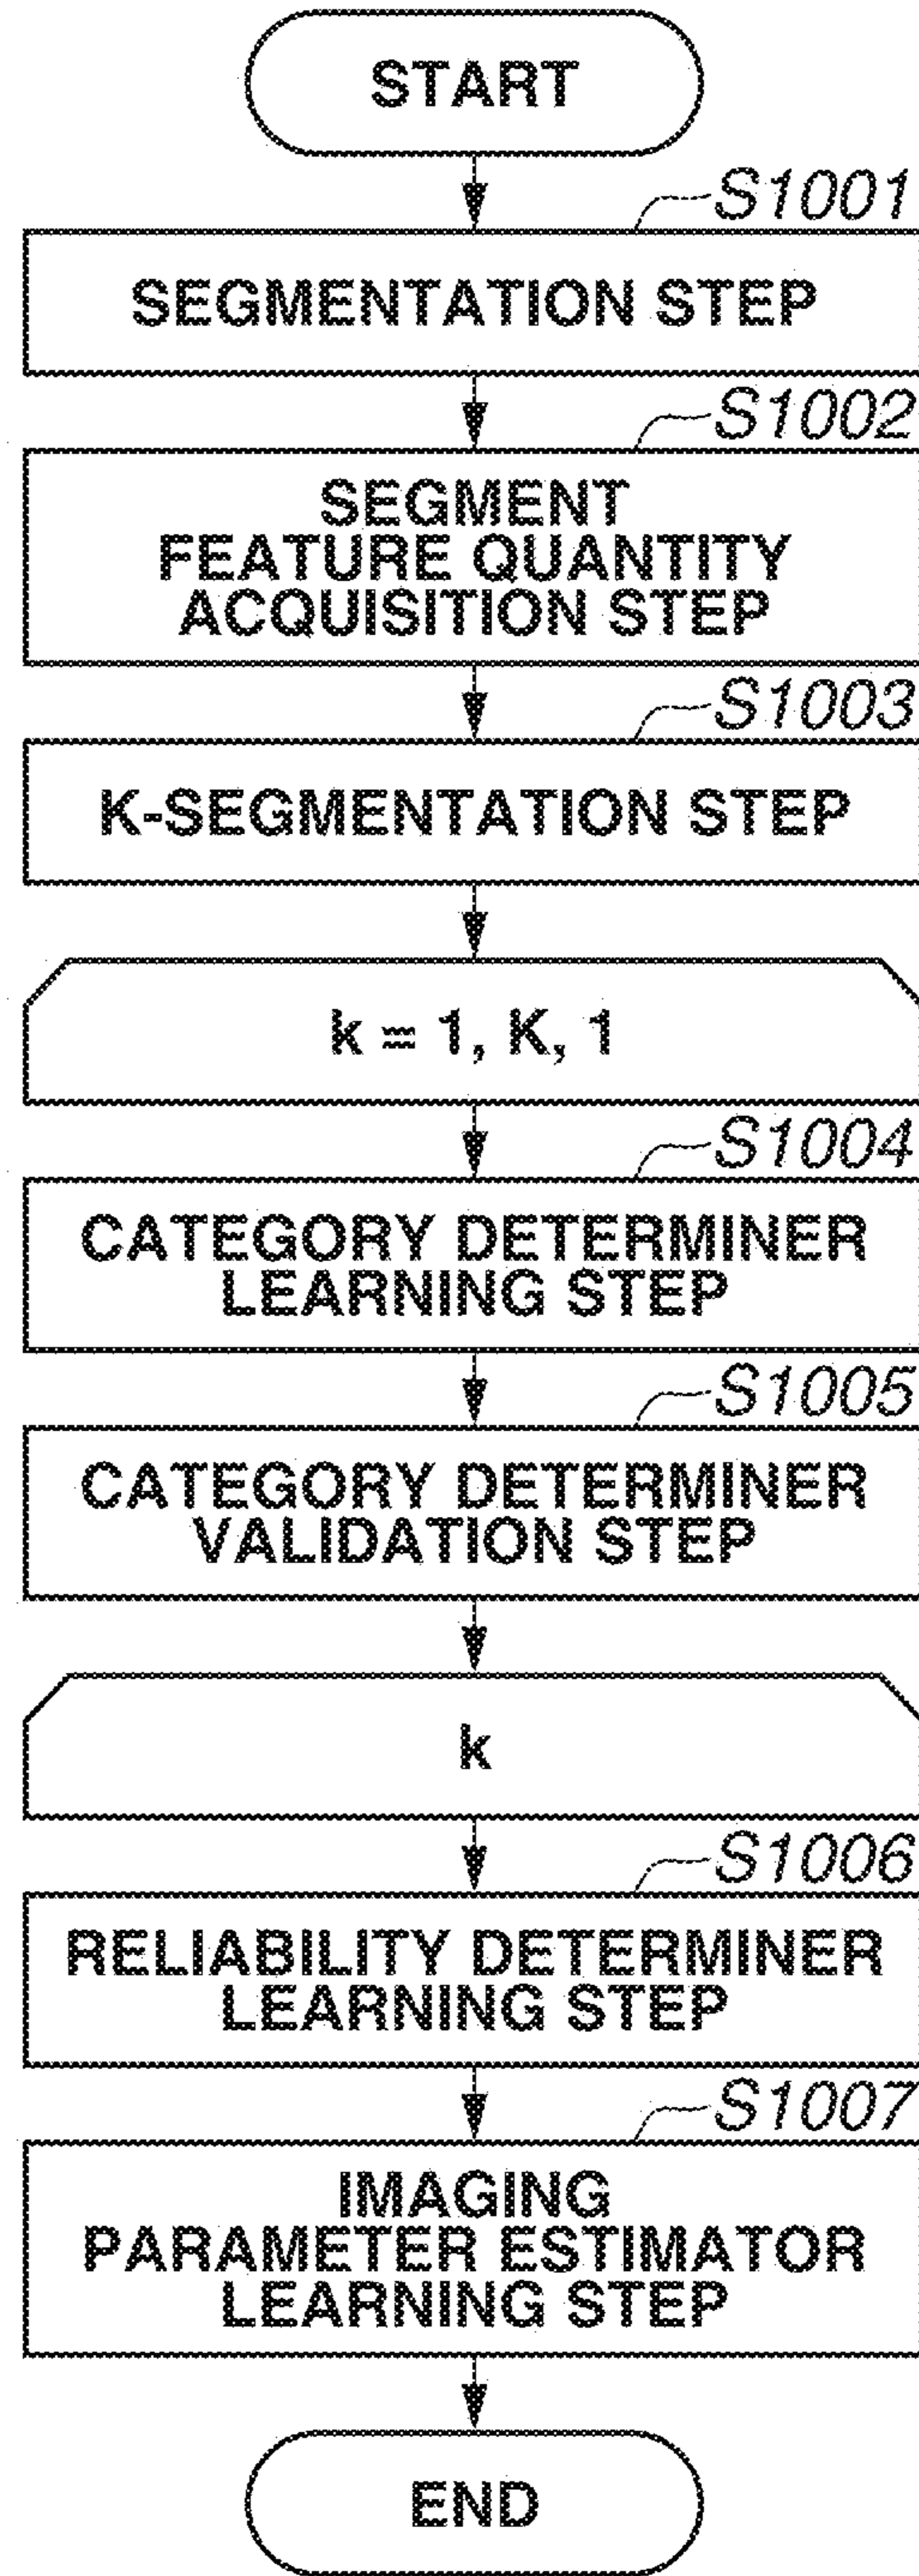 START
S1001
SEGMENTATION STEP
S1002
SEGMENT
FEATURE QUANTITY
ACQUISITION STEP
S1003
K-SEGMENTATION STEP
k = 1, K, 1
S1004
CATEGORY DETERMINER
LEARNING STEP
S1005
CATEGORY DETERMINER
VALIDATION STEP
k
S1006
RELIABILITY DETERMINER
LEARNING STEP
S1007
IMAGING
PARAMETER ESTIMATOR
LEARNING STEP
END